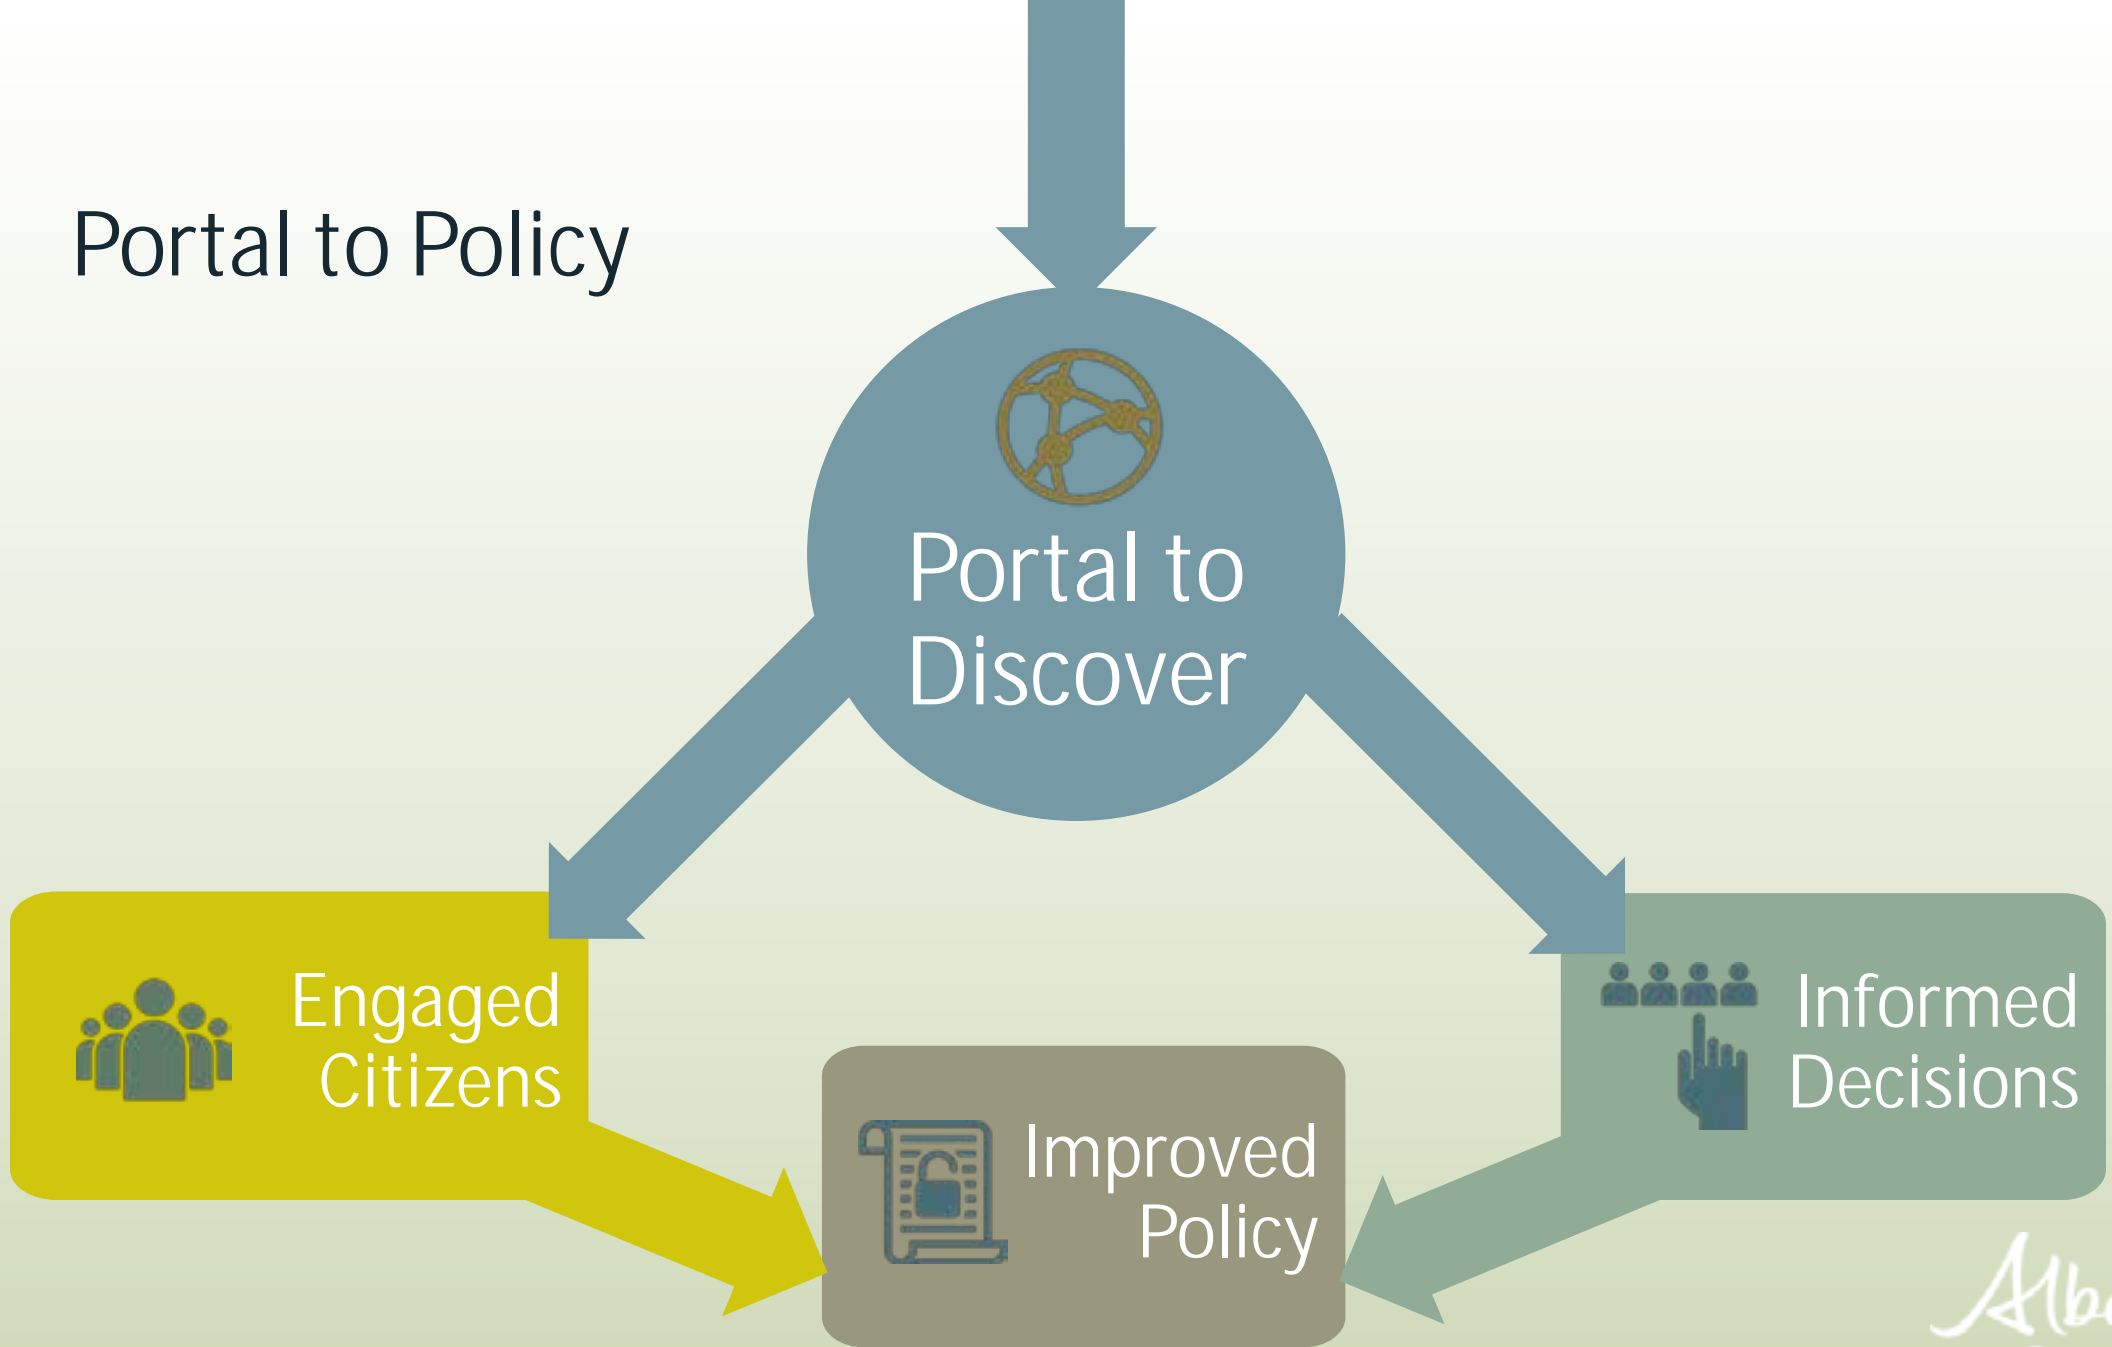 Portal to Policy
Portal to
Discover
Engaged
Citizens
Improved
Policy
Informed
Decisions